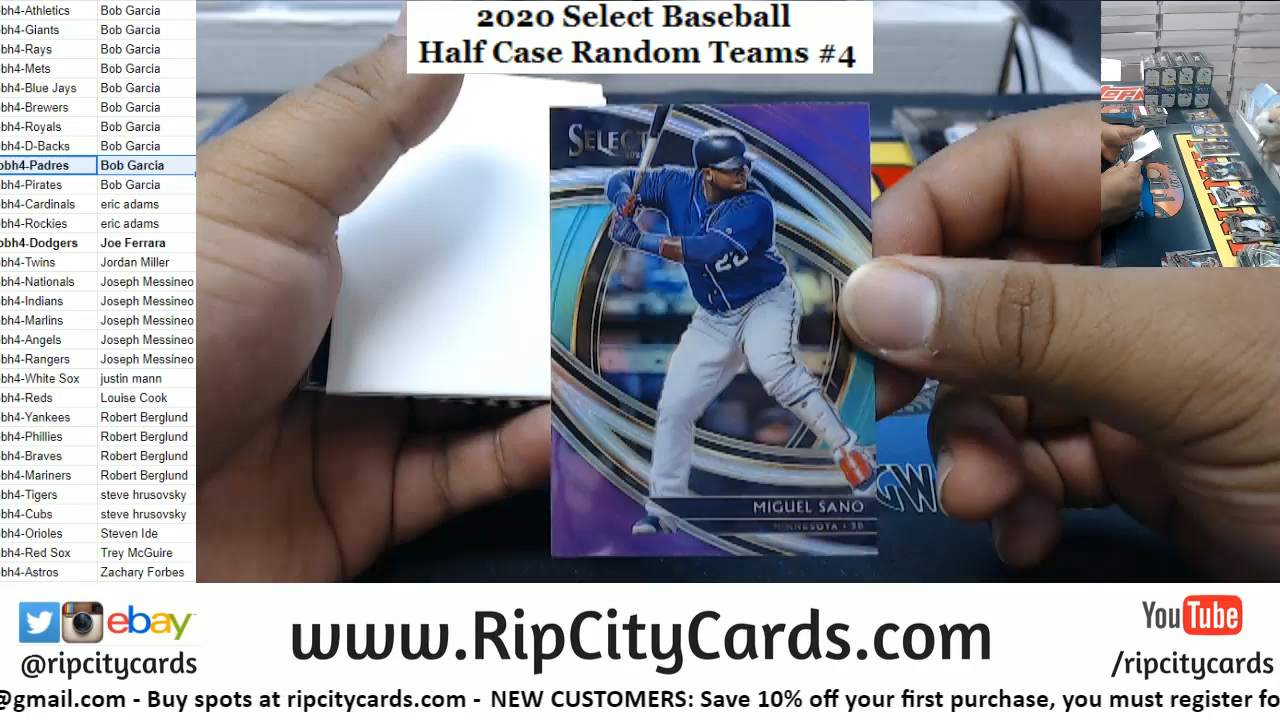 2020 Select Baseball
Half Case Random Teams #4
bh4-Athletics Bob Garcia
bh4-Giants Bob Garcia
bh4-Rays Bob Garcia
bh4-Mets Bob Garcia
bh4-Blue Jays Bob Garcia
bh4-Brewers Bob Garcia
bh4-Royals Bob Garcia
bh4-D-Backs Bob Garcia
obh4-Padres Bob Garcia
bh4-Pirates Bob Garcia
bh4-Cardinals eric adams
bh4-Rockies eric adams
obh4-Dodgers Joe Ferrara
bh4-Twins Jordan Miller
bh4-Nationals Joseph Messineo
bh4-Indians Joseph Messineo
bh4-Marlins Joseph Messineo
bh4-Angels Joseph Messineo
bh4-Rangers Joseph Messineo
bh4-White Sox justin mann
bh4-Reds Louise Cook
bh4-Yankees Robert Berglund
bh4-Phillies Robert Berglund
bh4-Braves Robert Berglund
bh4-Mariners Robert Berglund
bh4-Tigers steve hrusovsky
bh4-Cubs steve hrusovsky
bh4-Orioles Steven Ide
bh4-Red Sox Trey McGuire
bh4-Astros Zachary Forbes
SELECT
22
MIGUEL SANO
MINNESOTA • 3B
GW
ebay
@ripcitycards
www.RipCityCards.com
YouTube
/ripcitycards
@gmail.com - Buy spots at ripcitycards.com - NEW CUSTOMERS: Save 10% off your first purchase, you must register fo